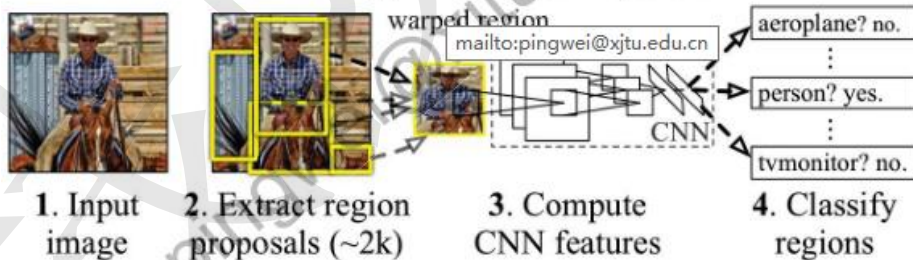 warped region
mailto:pingwei@xjtu.edu.cn
aeroplane? no.
person? yes.
CNN
tvmonitor? no.
1. Input image
2. Extract region proposals (~2k)
3. Compute CNN features
4. Classify regions